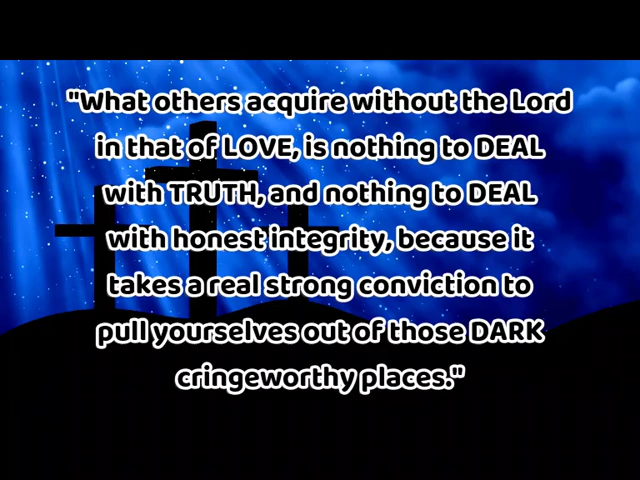 "What others acquire without the Lord
in that of LOVE, is nothing to DEAL
with TRUTH, and nothing to DEAL
with honest integrity, because it
takes a real strong conviction to
pull yourselves out of those DARK
cringeworthy places."